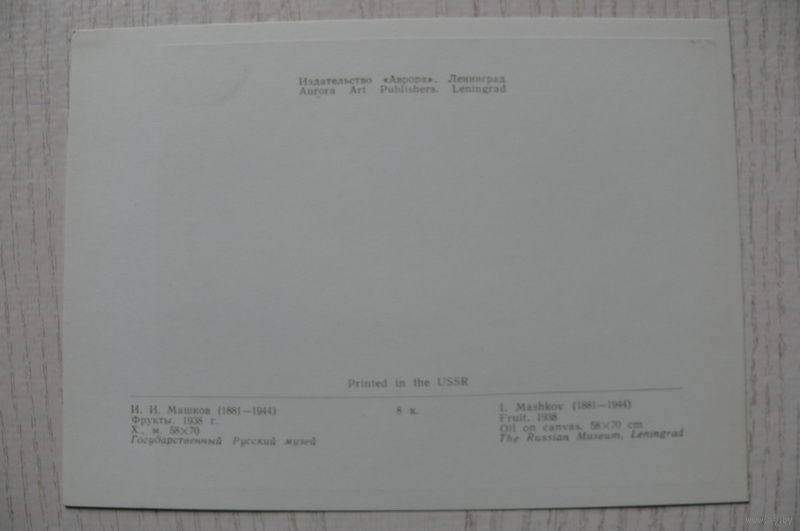 Издательство «Аврора». Ленинград
Aurora Art Publishers. Leningrad
Printed in the USSR
И. И. Машков (1881—1944)
Фрукты. 1938 г.
Х., м. 58×70
Государственный Русский музей
8 к.
I. Mashkov (1881—1944)
Fruit. 1938
Oil on canvas. 58×70 cm
The Russian Museum, Leningrad